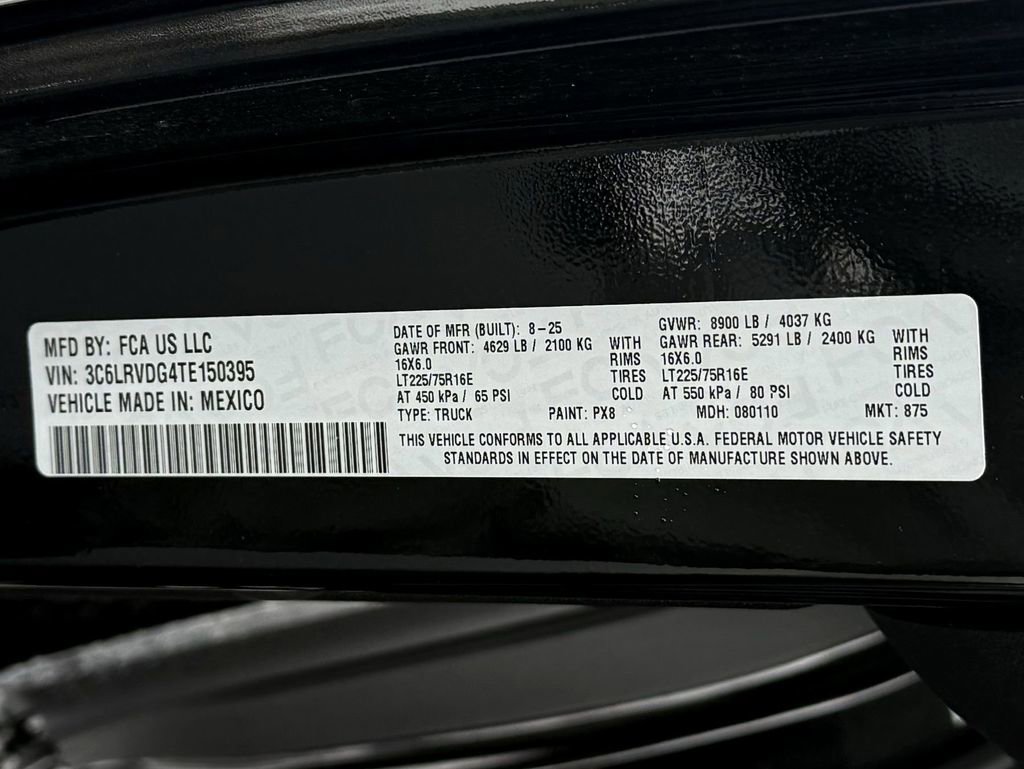 MFD BY: FCA US LLC
VIN: 3C6LRVDG4TE150395
VEHICLE MADE IN: MEXICO
DATE OF MFR (BUILT): 8-25
GAWR FRONT: 4629 LB / 2100 KG WITH
16X6.0 RIMS
LT225/75R16E TIRES
AT 450 kPa / 65 PSI COLD
GVWR: 8900 LB / 4037 KG
GAWR REAR: 5291 LB / 2400 KG WITH
16X6.0 RIMS
LT225/75R16E TIRES
AT 550 kPa / 80 PSI COLD
TYPE: TRUCK PAINT: PX8 MDH: 080110 MKT: 875
THIS VEHICLE CONFORMS TO ALL APPLICABLE U.S.A. FEDERAL MOTOR VEHICLE SAFETY
STANDARDS IN EFFECT ON THE DATE OF MANUFACTURE SHOWN ABOVE.